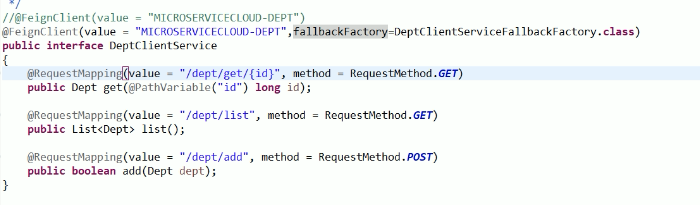 */
//@FeignClient(value = "MICROSERVICECLOUD-DEPT")
@FeignClient(value = "MICROSERVICECLOUD-DEPT",fallbackFactory=DeptClientServiceFallbackFactory.class)
public interface DeptClientService
{
@RequestMapping(value = "/dept/get/{id}", method = RequestMethod.GET)
public Dept get(@PathVariable("id") long id);
@RequestMapping(value = "/dept/list", method = RequestMethod.GET)
public List<Dept> list();
@RequestMapping(value = "/dept/add", method = RequestMethod.POST)
public boolean add(Dept dept);
}